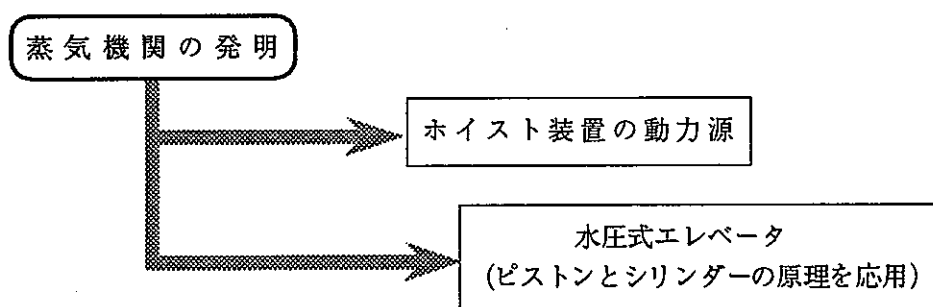 蒸気機関の発明
ホイスト装置の動力源
水圧式エレベータ
(ピストンとシリンダーの原理を応用)